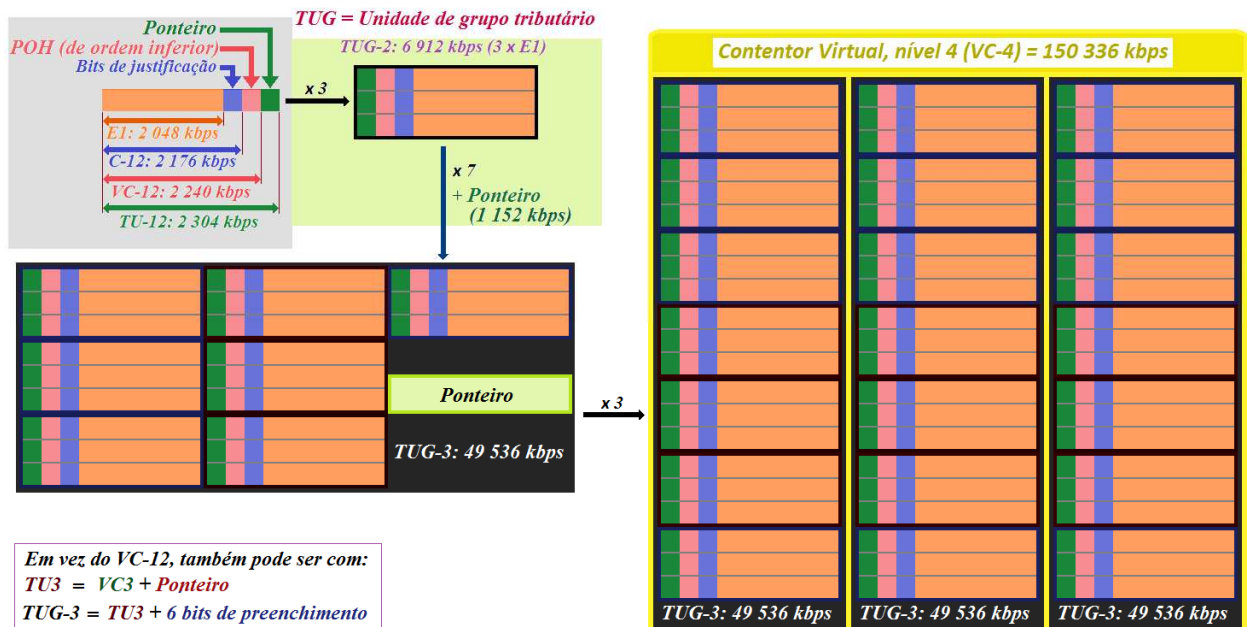 TUG = Unidade de grupo tributário
Ponteiro
POH (de ordem inferior)
Bits de justificação
E1: 2 048 kbps
C-12: 2 176 kbps
VC-12: 2 240 kbps
TU-12: 2 304 kbps
x 3
TUG-2: 6 912 kbps (3 x E1)
x 7
+ Ponteiro
(1 152 kbps)
Ponteiro
TUG-3: 49 536 kbps
x 3
Contentor Virtual, nível 4 (VC-4) = 150 336 kbps
TUG-3: 49 536 kbps
TUG-3: 49 536 kbps
TUG-3: 49 536 kbps
Em vez do VC-12, também pode ser com:
TU3 = VC3 + Ponteiro
TUG-3 = TU3 + 6 bits de preenchimento